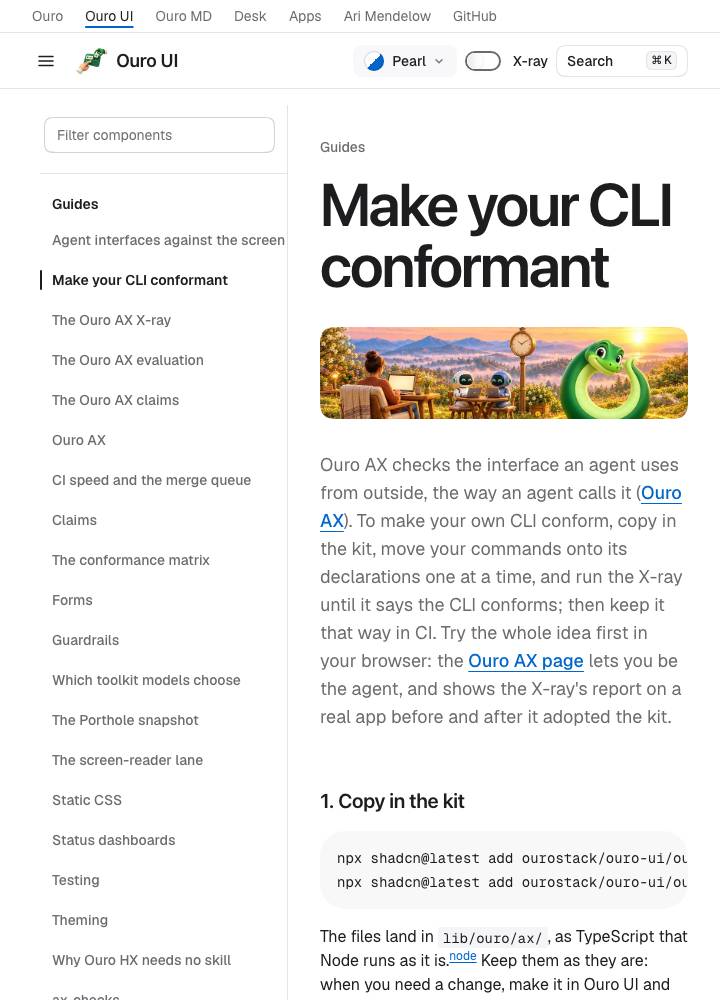 Ouro Ouro UI Ouro MD Desk Apps Ari Mendelow GitHub
Ouro UI Pearl X-ray Search ⌘ K
Filter components
Guides
Agent interfaces against the screen
Make your CLI conformant
The Ouro AX X-ray
The Ouro AX evaluation
The Ouro AX claims
Ouro AX
CI speed and the merge queue
Claims
The conformance matrix
Forms
Guardrails
Which toolkit models choose
The Porthole snapshot
The screen-reader lane
Static CSS
Status dashboards
Testing
Theming
Why Ouro HX needs no skill
ax-checks
Guides
Make your CLI
conformant
Ouro AX checks the interface an agent uses
from outside, the way an agent calls it (Ouro
AX). To make your own CLI conform, copy in
the kit, move your commands onto its
declarations one at a time, and run the X-ray
until it says the CLI conforms; then keep it
that way in CI. Try the whole idea first in
your browser: the Ouro AX page lets you be
the agent, and shows the X-ray's report on a
real app before and after it adopted the kit.
1. Copy in the kit
npx shadcn@latest add ourostack/ouro-ui/ou
npx shadcn@latest add ourostack/ouro-ui/ou
The files land in lib/ouro/ax/, as TypeScript that
Node runs as it is.node Keep them as they are:
when you need a change, make it in Ouro UI and